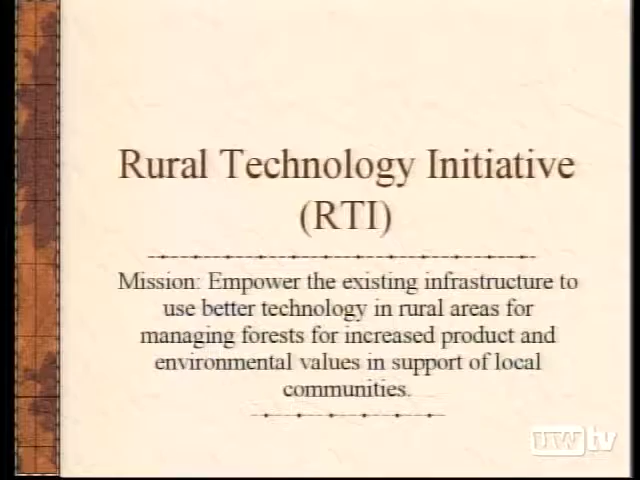 Rural Technology Initiative
(RTI)
Mission: Empower the existing infrastructure to
use better technology in rural areas for
managing forests for increased product and
environmental values in support of local
communities.
UWtv